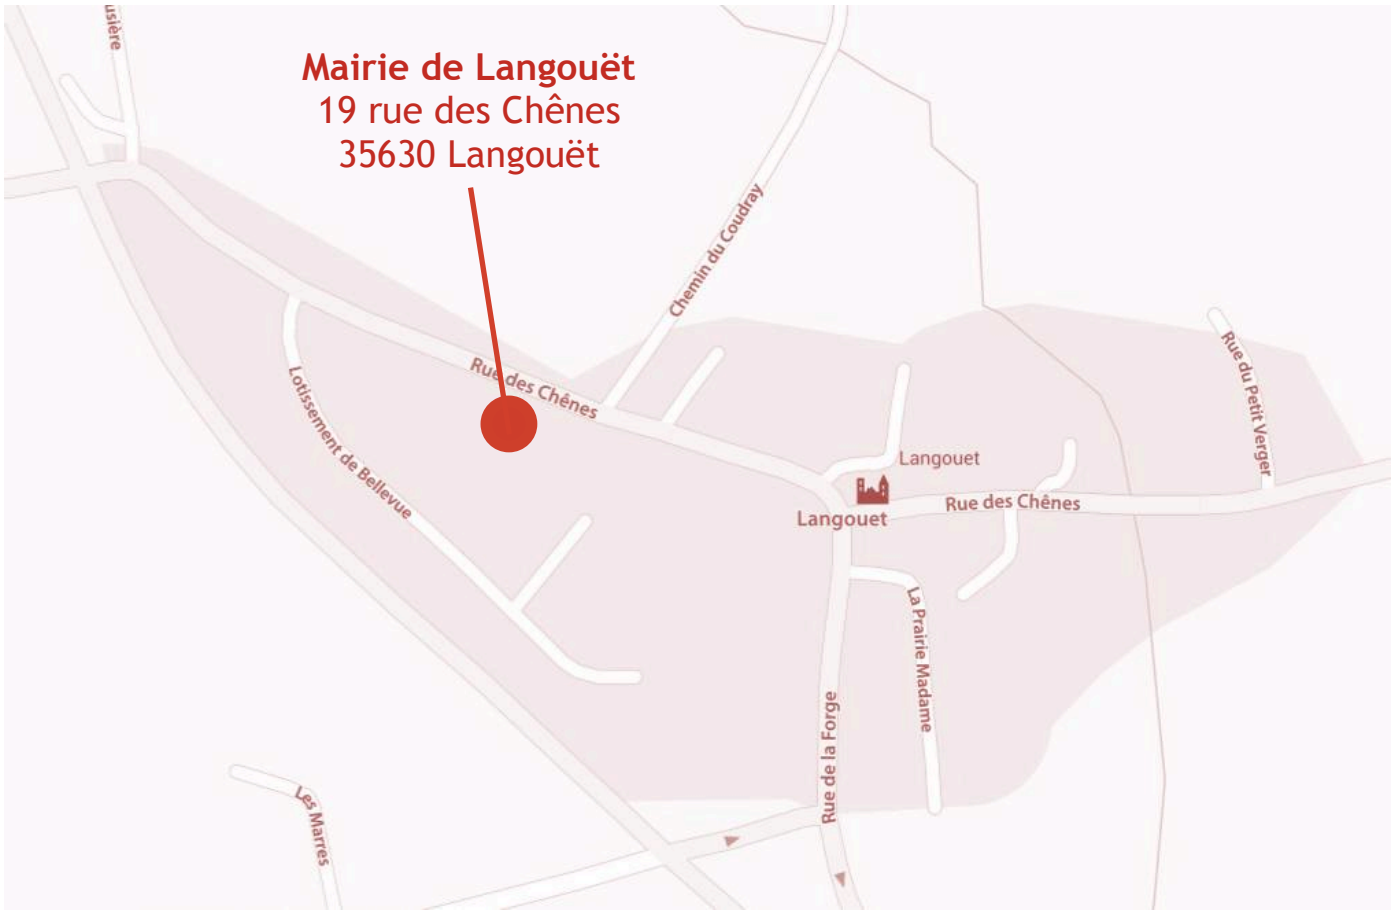 usière
Mairie de Langouët
19 rue des Chênes
35630 Langouët
Chemin du Coudray
Rue des Chênes
Lotissement de Bellevue
Rue du Petit Verger
Langouet
Rue des Chênes
Langouet
La Prairie Madame
Rue de la Forge
Les Marres